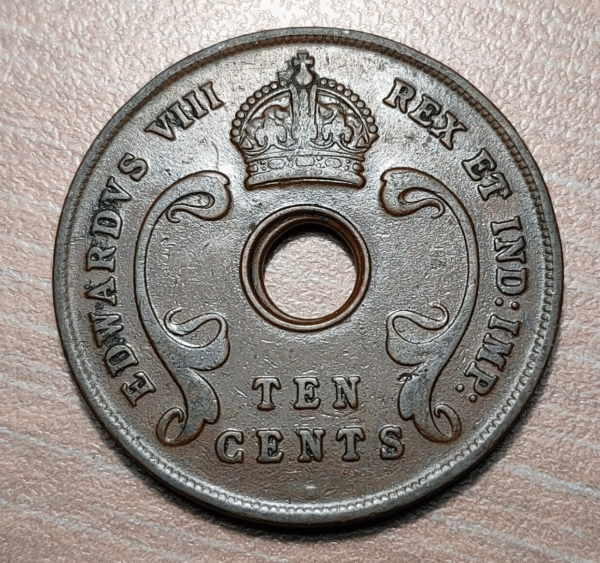 EDWARDVS VIII REX ET IND: IMP:
TEN
CENTS